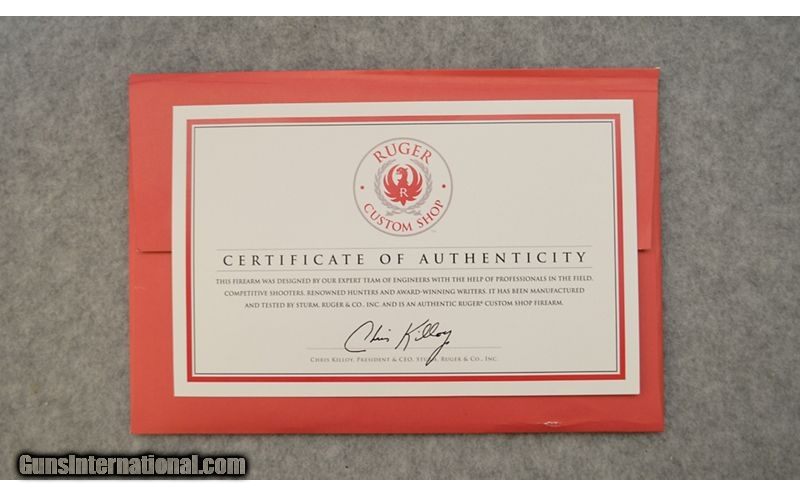 RUGER
R
CUSTOM SHOP
CERTIFICATE OF AUTHENTICITY
THIS FIREARM WAS DESIGNED BY OUR EXPERT TEAM OF ENGINEERS WITH THE HELP OF PROFESSIONALS IN THE FIELD,
COMPETITIVE SHOOTERS, RENOWNED HUNTERS AND AWARD-WINNING WRITERS. IT HAS BEEN MANUFACTURED
AND TESTED BY STURM, RUGER & CO., INC. AND IS AN AUTHENTIC RUGER® CUSTOM SHOP FIREARM.
Chris Killoy
CHRIS KILLOY, PRESIDENT & CEO, STURM, RUGER & CO., INC.
GunsInternational.com